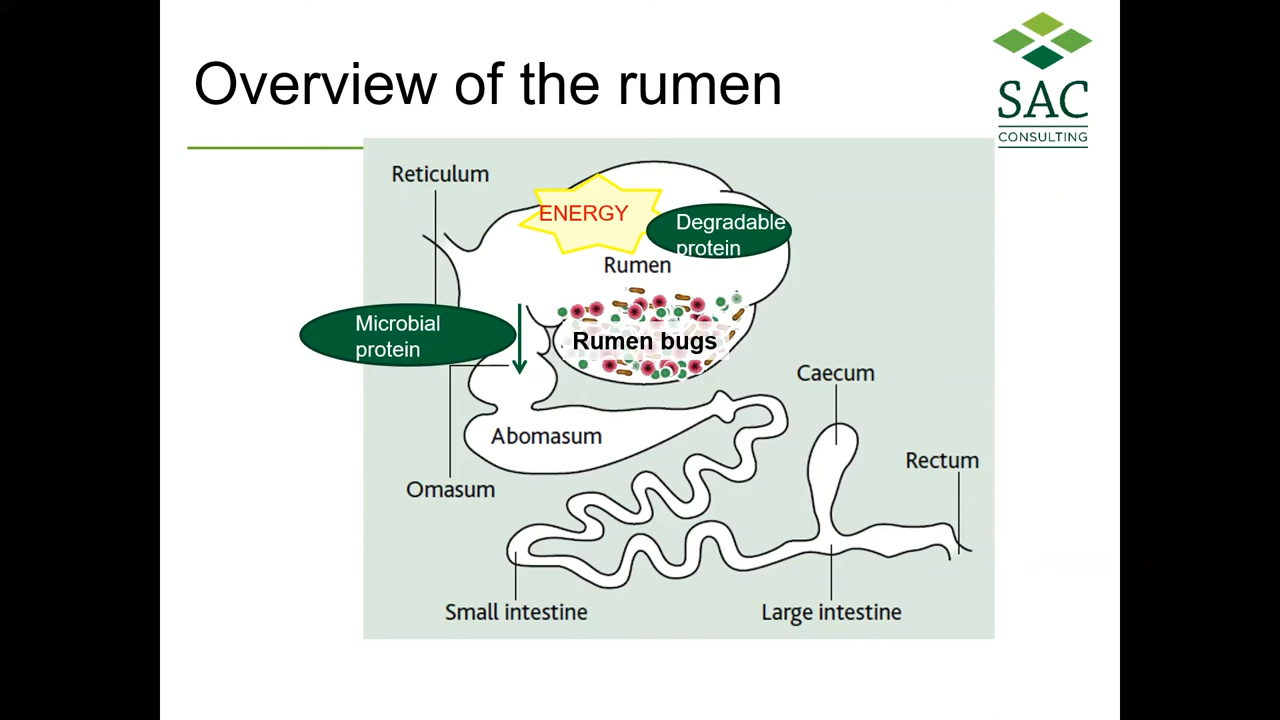 Overview of the rumen
SAC
CONSULTING
Reticulum
ENERGY
Degradable
protein
Rumen
Microbial
protein
Rumen bugs
Caecum
Abomasum
Rectum
Omasum
Small intestine
Large intestine